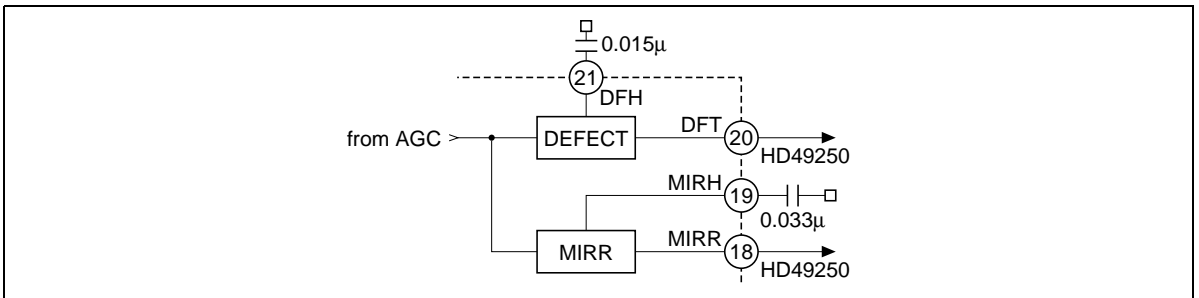 0.015μ
21
DFH
from AGC
DEFECT
DFT
20
HD49250
MIRH
19
0.033μ
MIRR
MIRR
18
HD49250